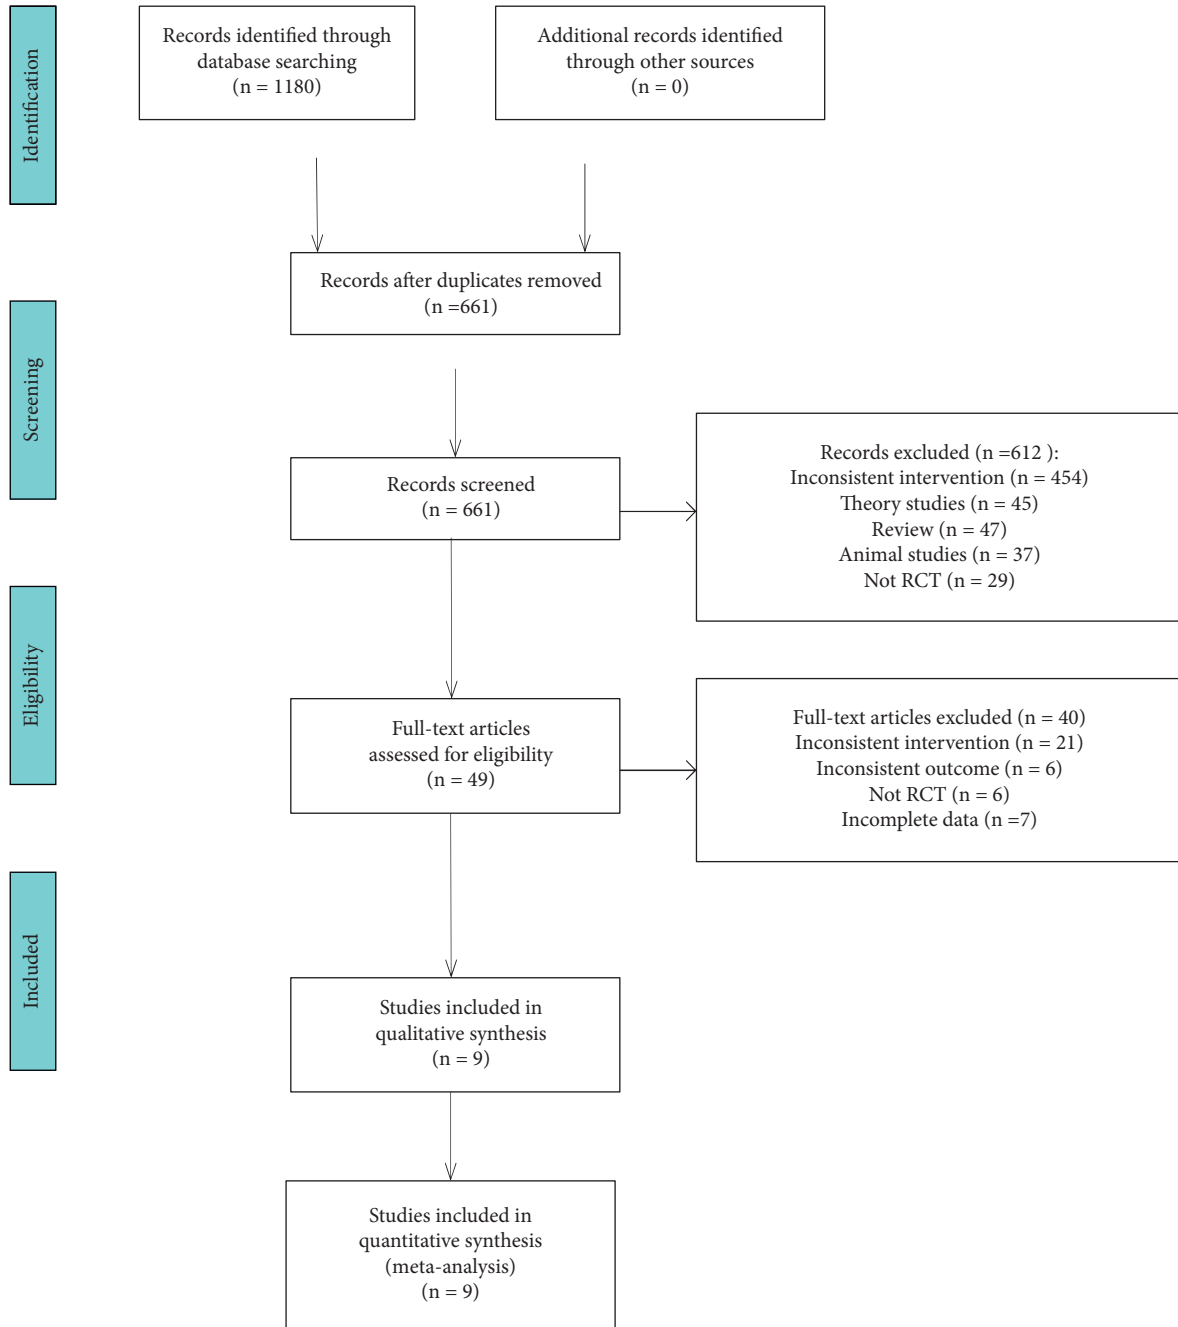 Identification
Records identified through
database searching
(n = 1180)
Additional records identified
through other sources
(n = 0)
Records after duplicates removed
(n =661)
Screening
Records screened
(n = 661)
Records excluded (n =612 ):
Inconsistent intervention (n = 454)
Theory studies (n = 45)
Review (n = 47)
Animal studies (n = 37)
Not RCT (n = 29)
Eligibility
Full-text articles
assessed for eligibility
(n = 49)
Full-text articles excluded (n = 40)
Inconsistent intervention (n = 21)
Inconsistent outcome (n = 6)
Not RCT (n = 6)
Incomplete data (n =7)
Included
Studies included in
qualitative synthesis
(n = 9)
Studies included in
quantitative synthesis
(meta-analysis)
(n = 9)